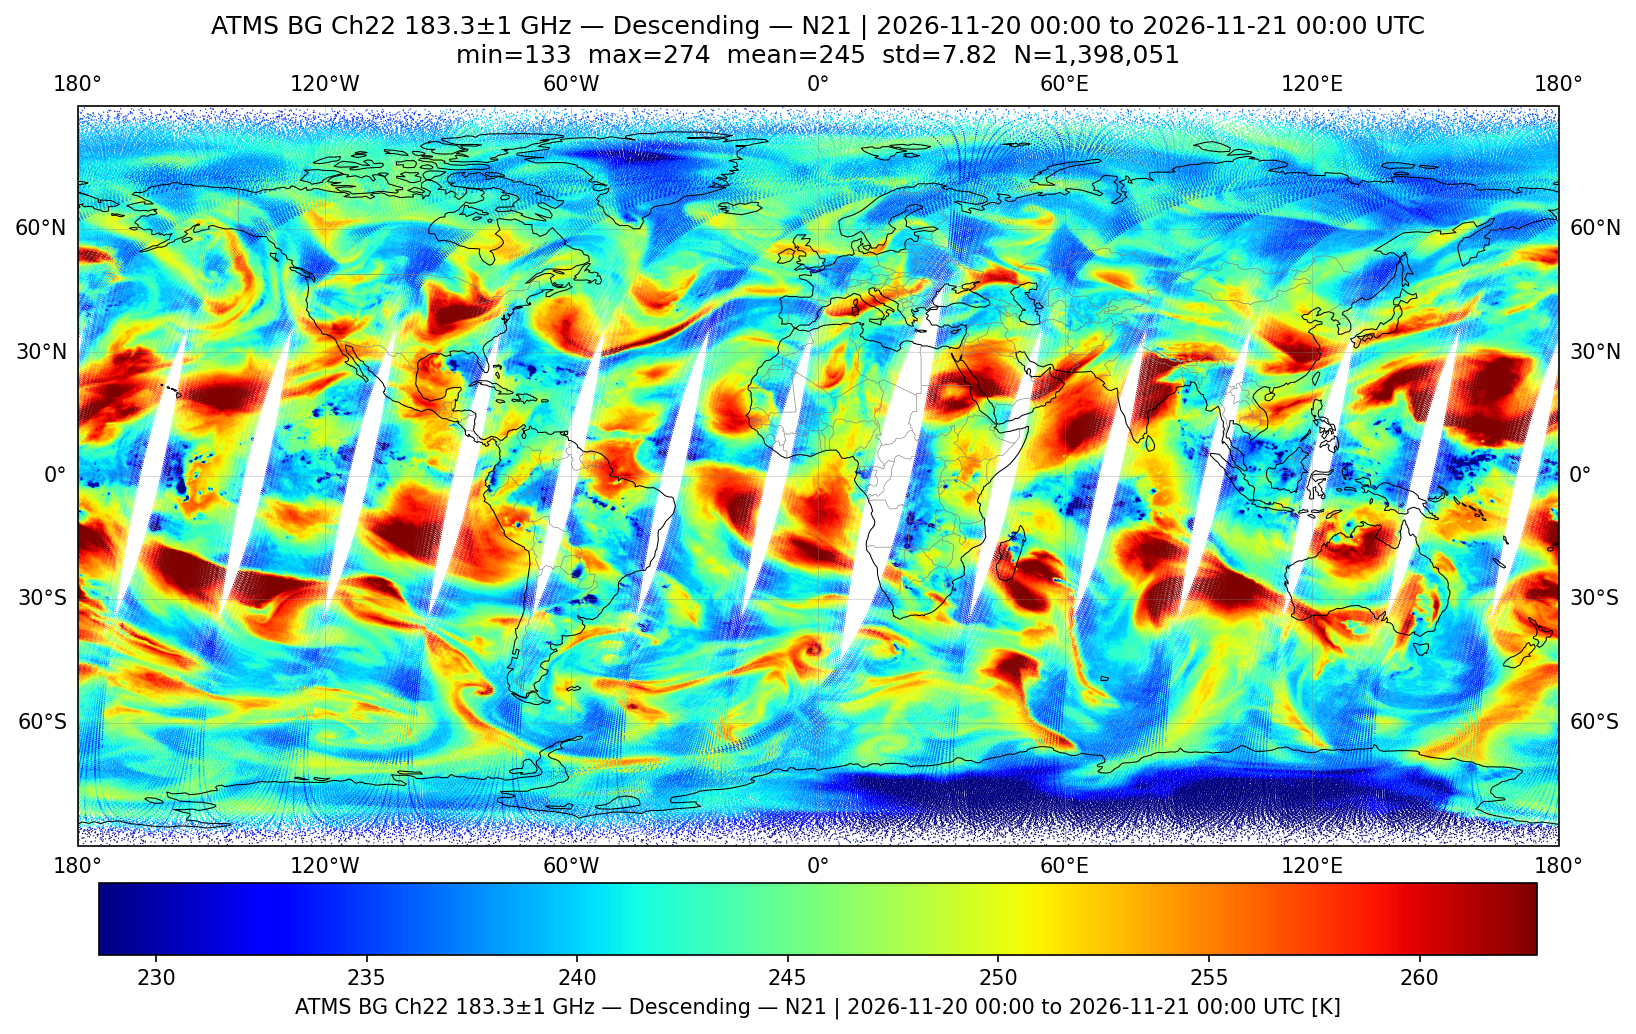 ATMS BG Ch22 183.3±1 GHz — Descending — N21 | 2026-11-20 00:00 to 2026-11-21 00:00 UTC
min=133 max=274 mean=245 std=7.82 N=1,398,051
180° 120°W 60°W 0° 60°E 120°E 180°
60°N 60°N
30°N 30°N
0° 0°
30°S 30°S
60°S 60°S
180° 120°W 60°W 0° 60°E 120°E 180°
230 235 240 245 250 255 260
ATMS BG Ch22 183.3±1 GHz — Descending — N21 | 2026-11-20 00:00 to 2026-11-21 00:00 UTC [K]